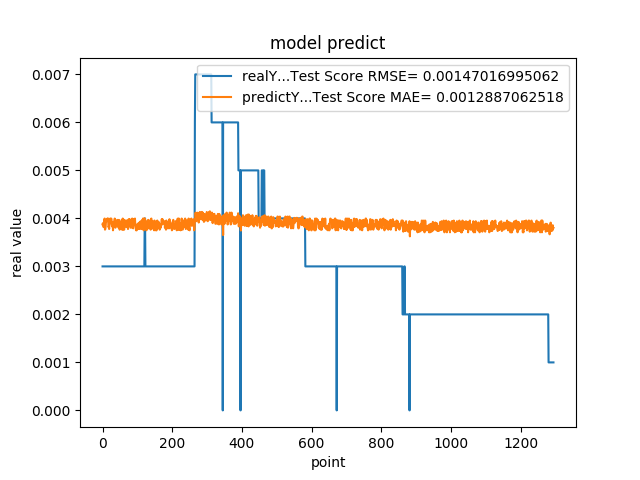 model predict
realY...Test Score RMSE= 0.00147016995062
predictY...Test Score MAE= 0.0012887062518
real value
0.007
0.006
0.005
0.004
0.003
0.002
0.001
0.000
0 200 400 600 800 1000 1200
point